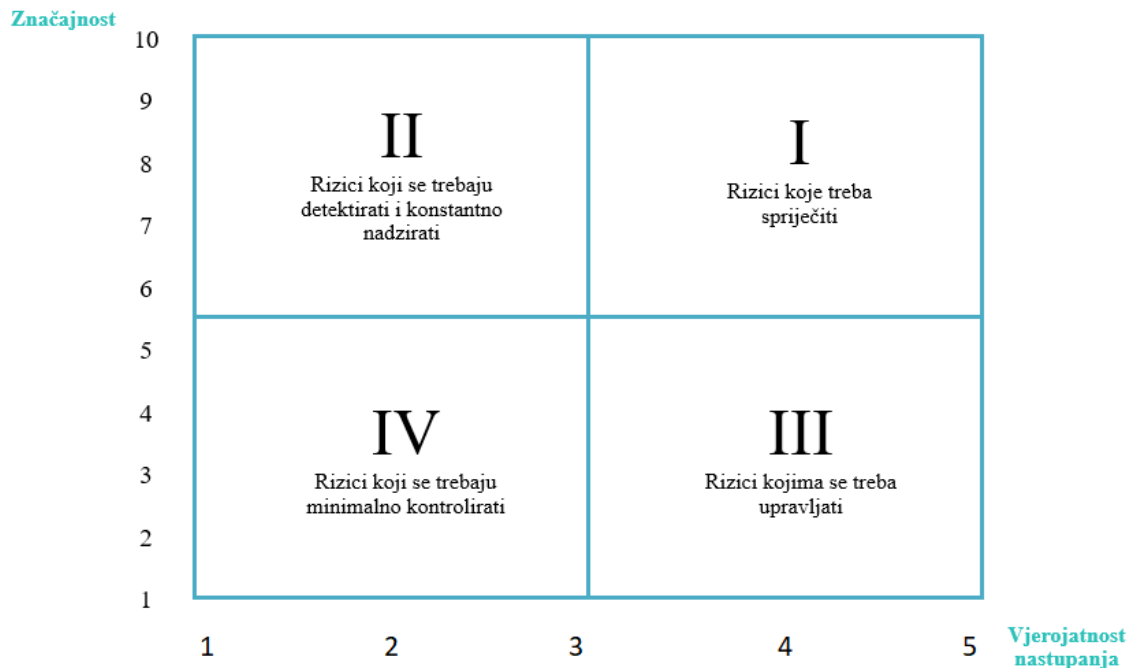 Značajnost
10
9
8
7
6
5
4
3
2
1
II
Rizici koji se trebaju
detektirati i konstantno
nadzirati
I
Rizici koje treba
spriječiti
IV
Rizici koji se trebaju
minimalno kontrolirati
III
Rizici kojima se treba
upravljati
1
2
3
4
5
Vjerojatnost
nastupanja